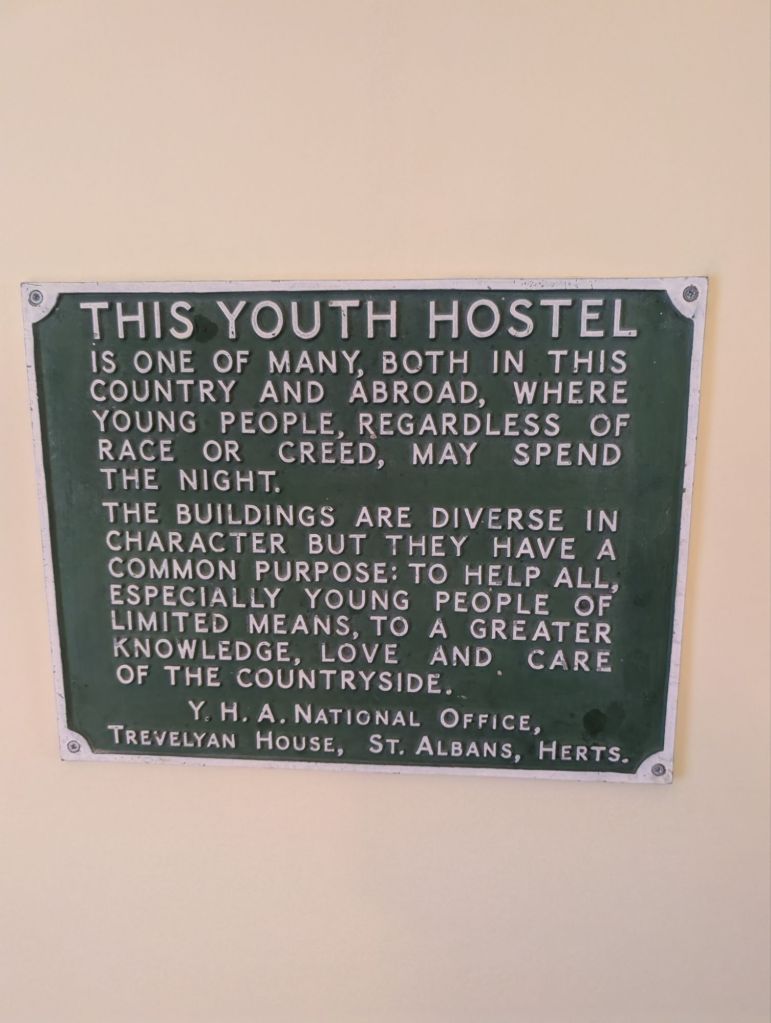 THIS YOUTH HOSTEL
IS ONE OF MANY, BOTH IN THIS
COUNTRY AND ABROAD, WHERE
YOUNG PEOPLE, REGARDLESS OF
RACE OR CREED, MAY SPEND
THE NIGHT.
THE BUILDINGS ARE DIVERSE IN
CHARACTER BUT THEY HAVE A
COMMON PURPOSE: TO HELP ALL,
ESPECIALLY YOUNG PEOPLE OF
LIMITED MEANS, TO A GREATER
KNOWLEDGE, LOVE AND CARE
OF THE COUNTRYSIDE.
Y. H. A. NATIONAL OFFICE,
TREVELYAN HOUSE, ST. ALBANS, HERTS.